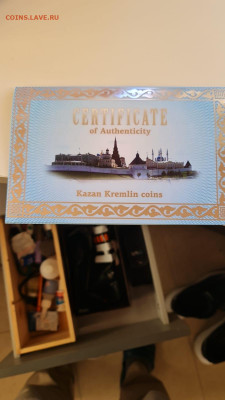 COINS.LAVE.RU
CERTIFICATE
of Authenticity
Kazan Kremlin coins